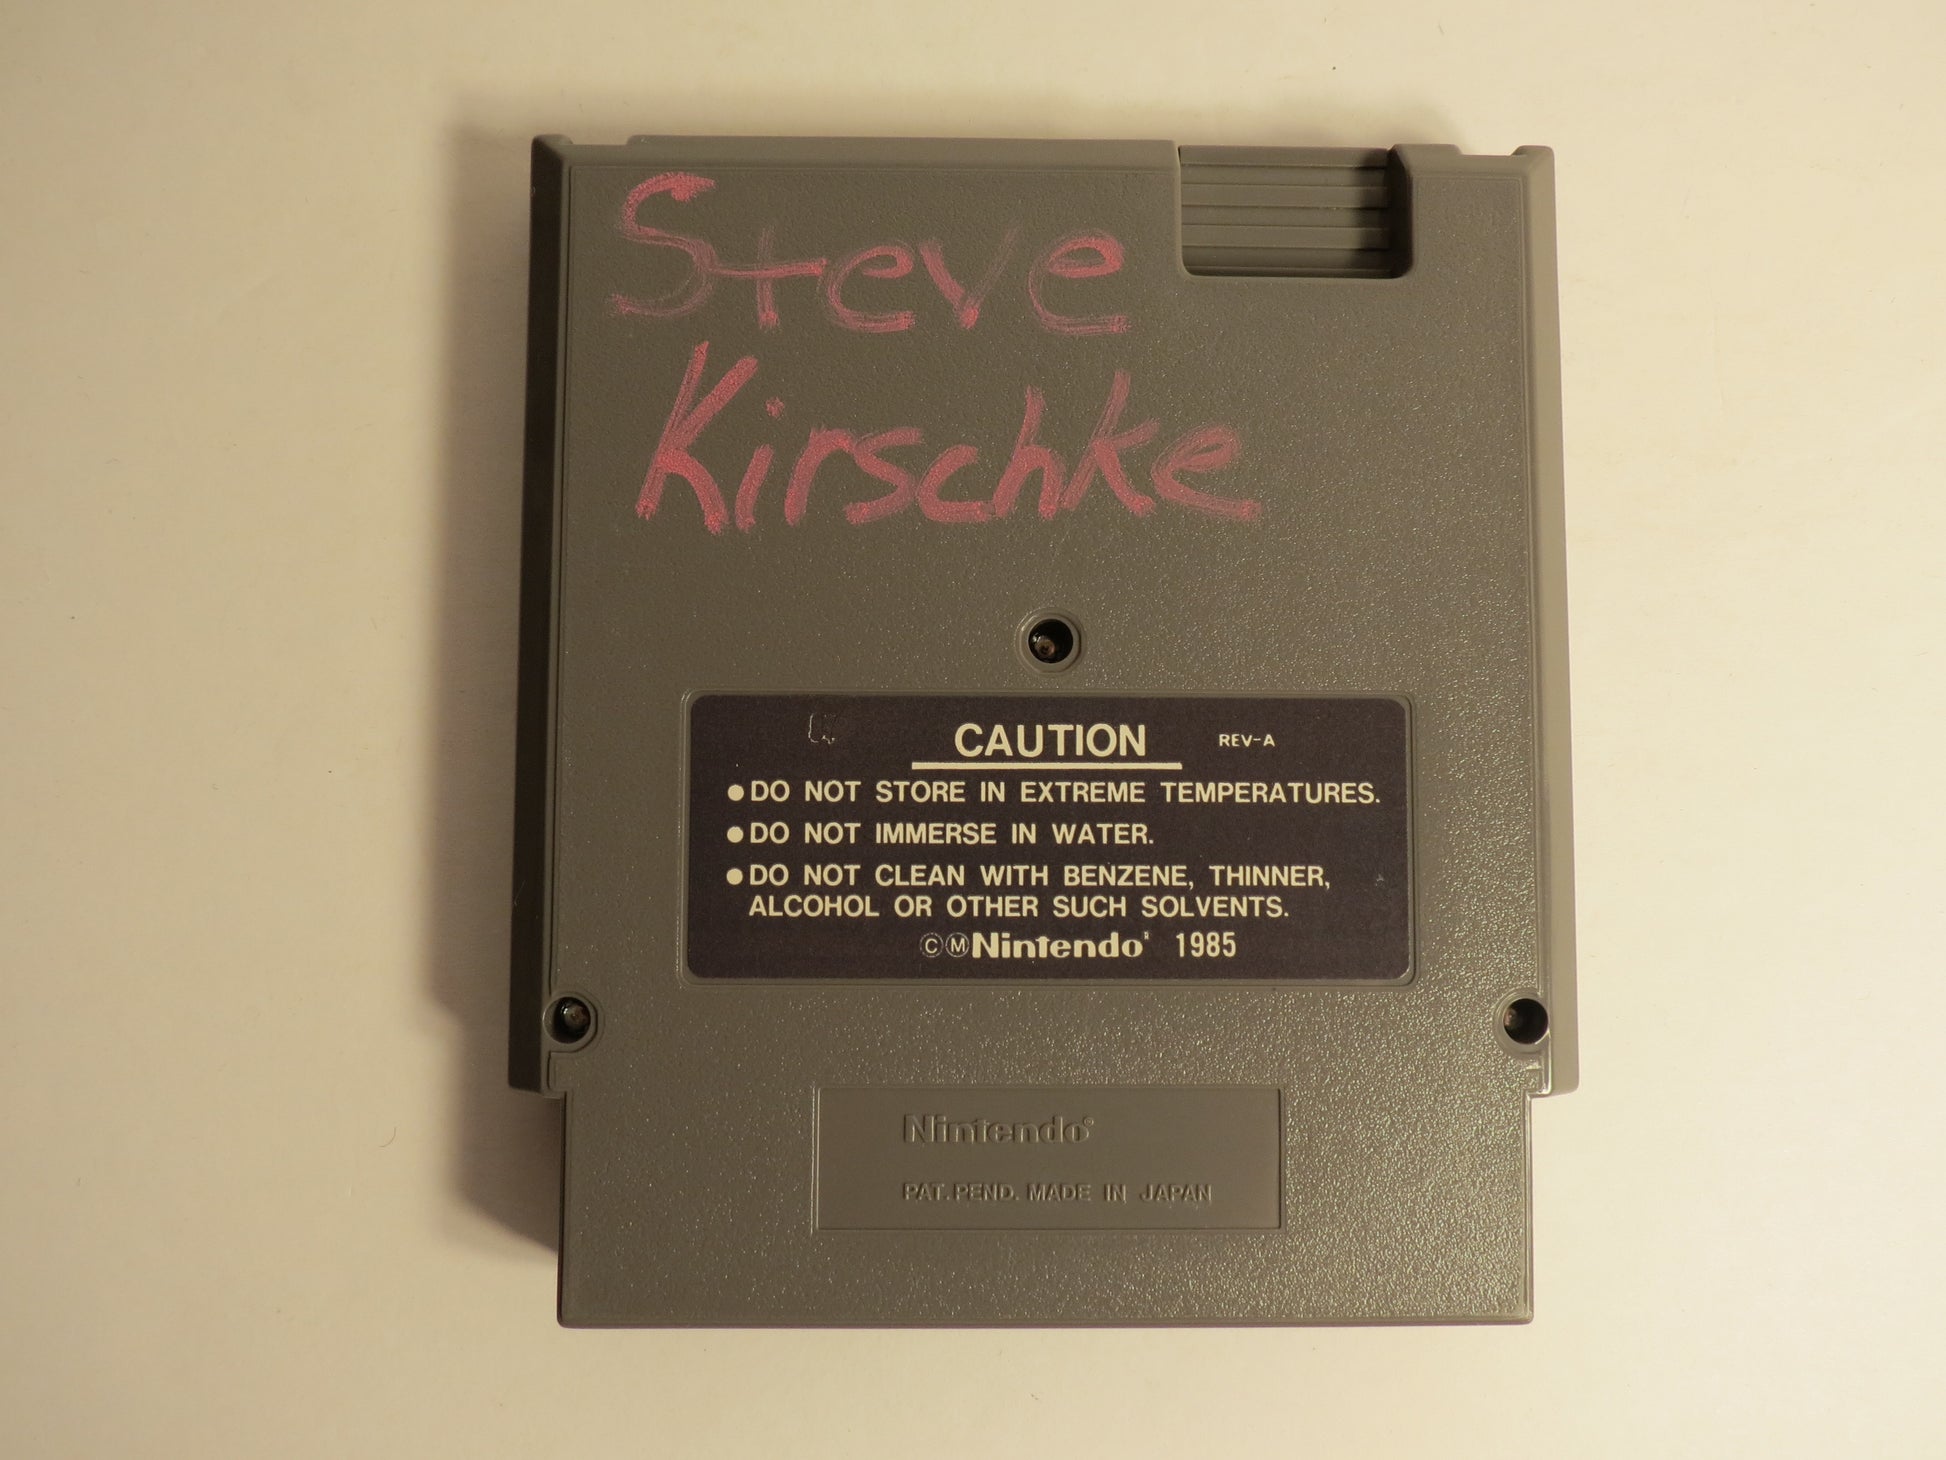 Steve
Kirschke
CAUTION REV-A
●DO NOT STORE IN EXTREME TEMPERATURES.
●DO NOT IMMERSE IN WATER.
●DO NOT CLEAN WITH BENZENE, THINNER,
ALCOHOL OR OTHER SUCH SOLVENTS.
©ⓂNintendo® 1985
Nintendo®
PAT. PEND. MADE IN JAPAN